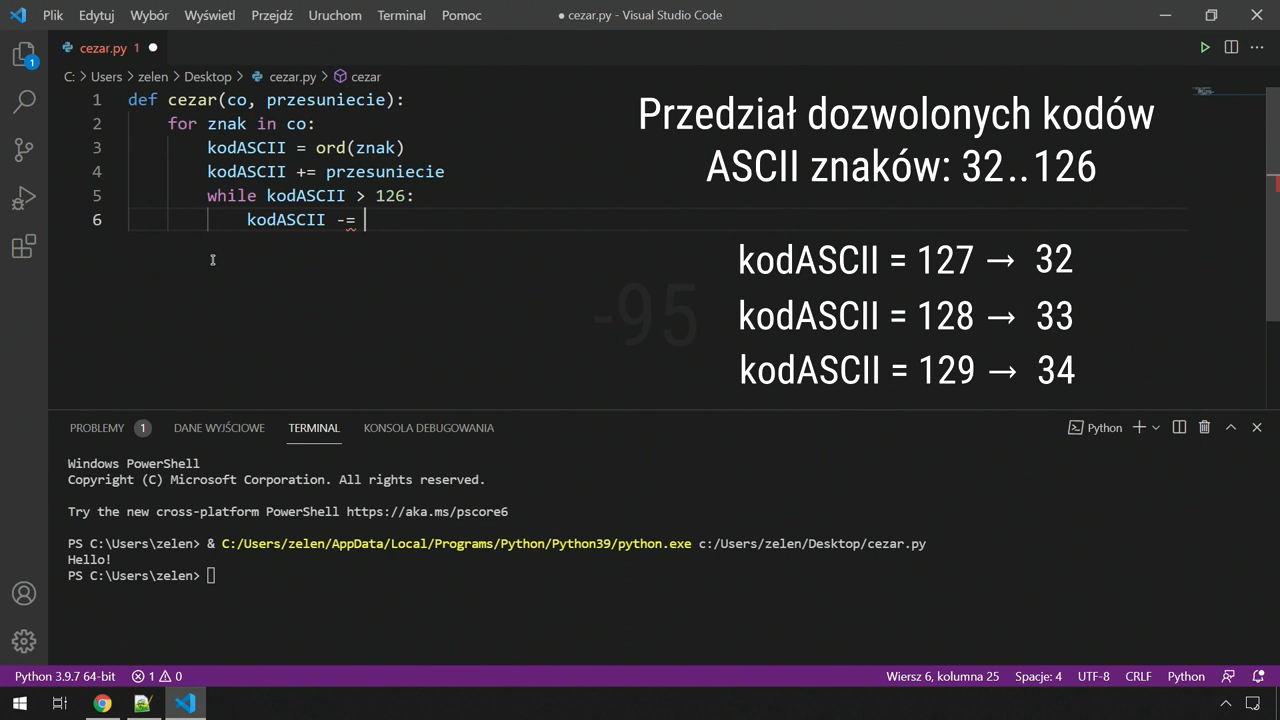 Plik Edytuj Wybór Wyświetl Przejdź Uruchom Terminal Pomoc ● cezar.py - Visual Studio Code
cezar.py 1 ●
C: > Users > zelen > Desktop > cezar.py > cezar
1 def cezar(co, przesuniecie):
2 for znak in co:
3 kodASCII = ord(znak)
4 kodASCII += przesuniecie
5 while kodASCII > 126:
6 kodASCII -=
Przedział dozwolonych kodów
ASCII znaków: 32..126
kodASCII = 127 → 32
kodASCII = 128 → 33
kodASCII = 129 → 34
-95
1
PROBLEMY 1 DANE WYJŚCIOWE TERMINAL KONSOLA DEBUGOWANIA Python
Windows PowerShell
Copyright (C) Microsoft Corporation. All rights reserved.
Try the new cross-platform PowerShell https://aka.ms/pscore6
PS C:\Users\zelen> & C:/Users/zelen/AppData/Local/Programs/Python/Python39/python.exe c:/Users/zelen/Desktop/cezar.py
Hello!
PS C:\Users\zelen>
Python 3.9.7 64-bit 1 0 Wiersz 6, kolumna 25 Spacje: 4 UTF-8 CRLF Python